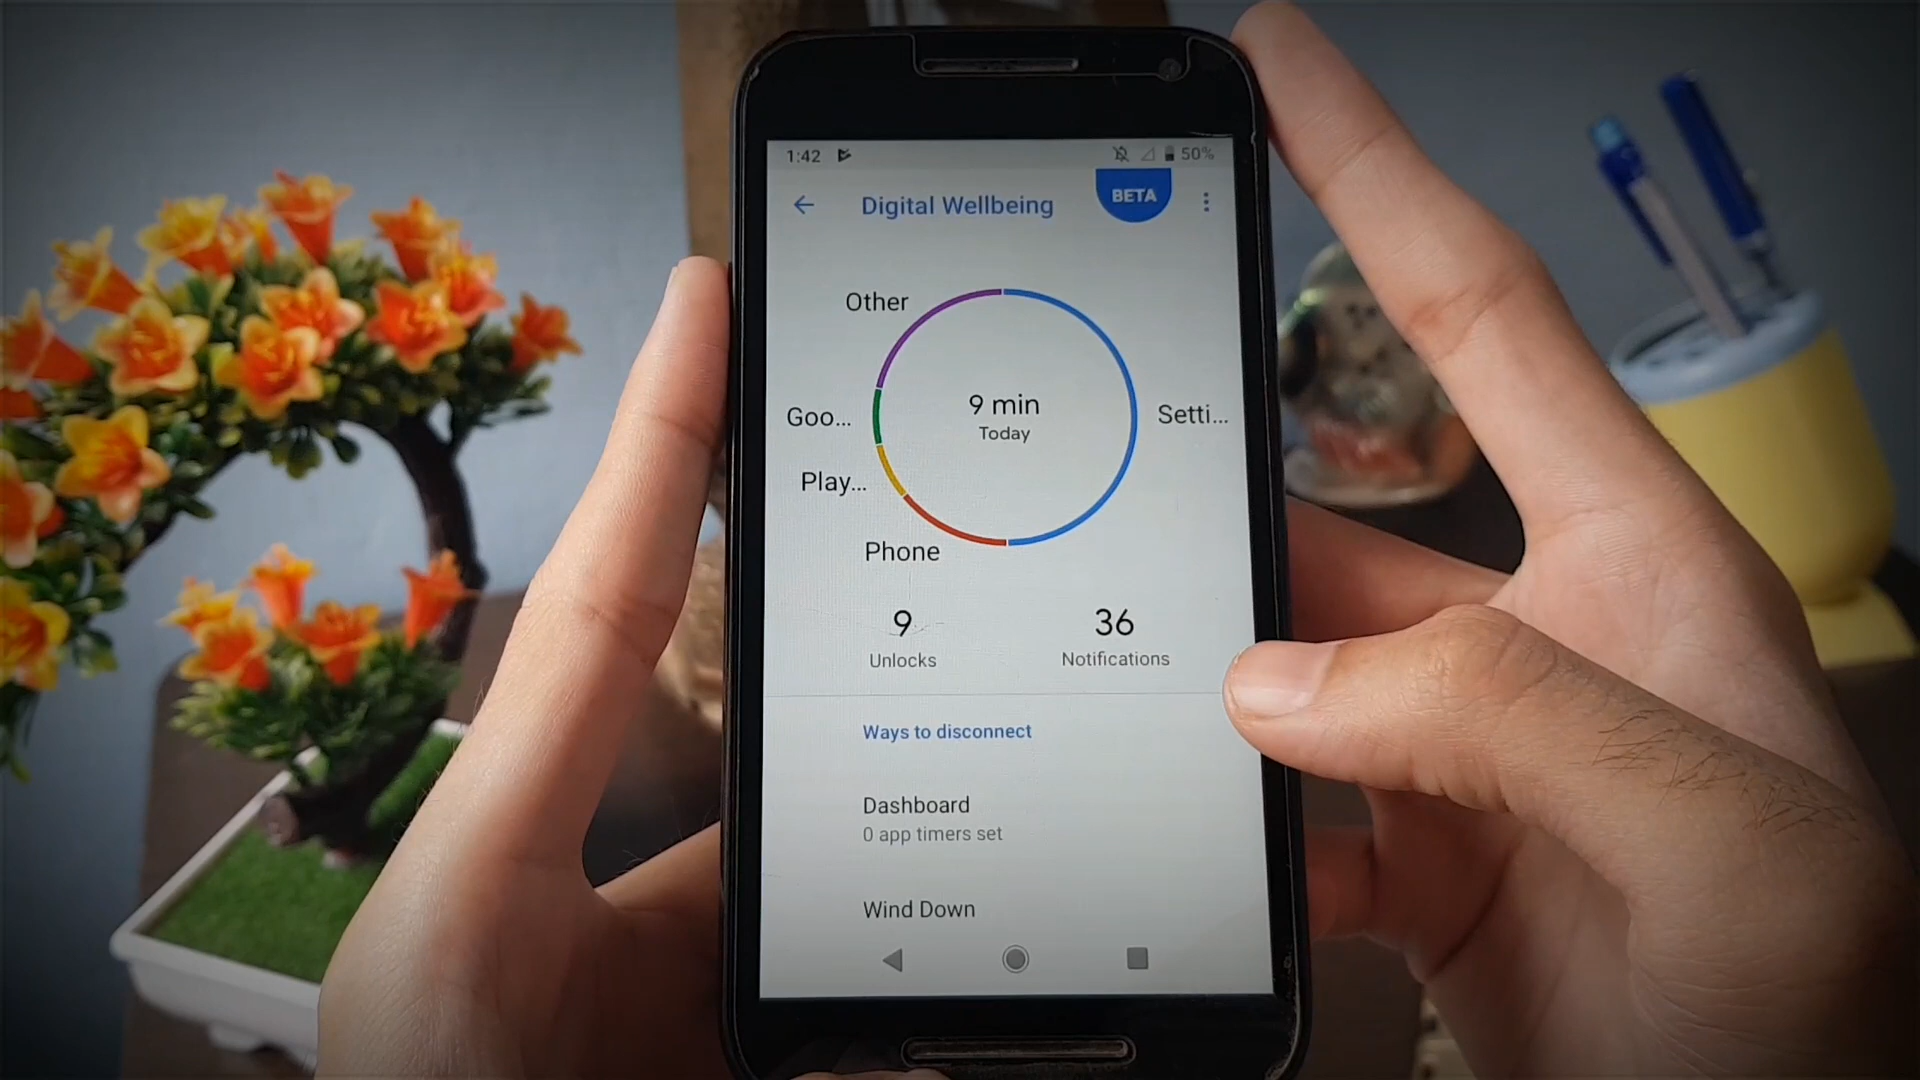 1:42
50%
Digital Wellbeing
BETA
Other
9 min
Today
Goo...
Setti...
Play...
Phone
9
36
Unlocks
Notifications
Ways to disconnect
Dashboard
0 app timers set
Wind Down